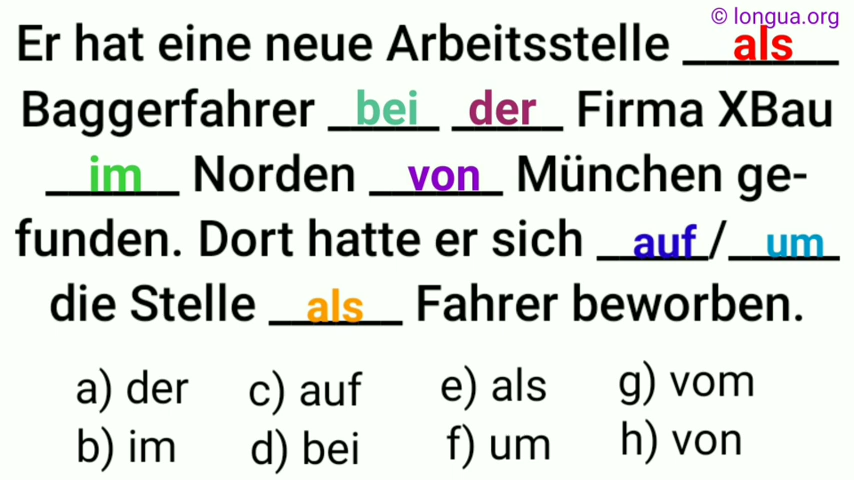 © longua.org
Er hat eine neue Arbeitsstelle als
Baggerfahrer bei der Firma XBau
im Norden von München ge-
funden. Dort hatte er sich auf/um
die Stelle als Fahrer beworben.
a) der c) auf e) als g) vom
b) im d) bei f) um h) von